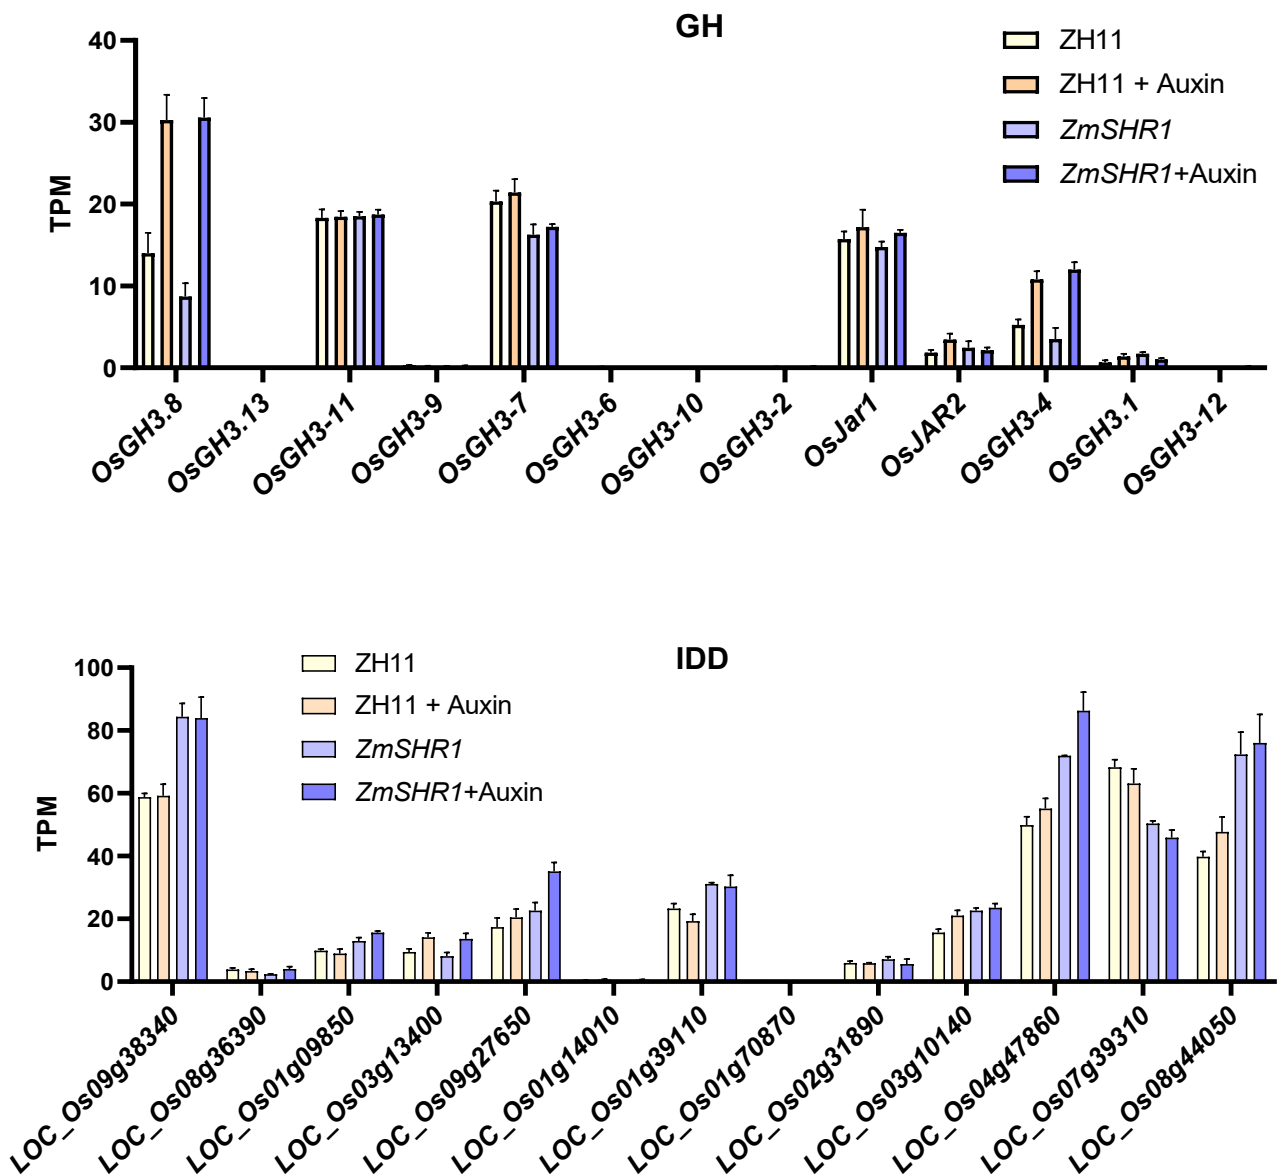 GH
ZH11
ZH11 + Auxin
ZmSHR1
ZmSHR1+Auxin
TPM
40
30
20
10
0
OsGH3.8
OsGH3.13
OsGH3-11
OsGH3-9
OsGH3-7
OsGH3-6
OsGH3-10
OsGH3-2
OsJar1
OsJAR2
OsGH3-4
OsGH3.1
OsGH3-12
IDD
ZH11
ZH11 + Auxin
ZmSHR1
ZmSHR1+Auxin
TPM
100
80
60
40
20
0
LOC_Os09g38340
LOC_Os08g36390
LOC_Os01g09850
LOC_Os03g13400
LOC_Os09g27650
LOC_Os01g14010
LOC_Os01g39110
LOC_Os01g70870
LOC_Os02g31890
LOC_Os03g10140
LOC_Os04g47860
LOC_Os07g39310
LOC_Os08g44050